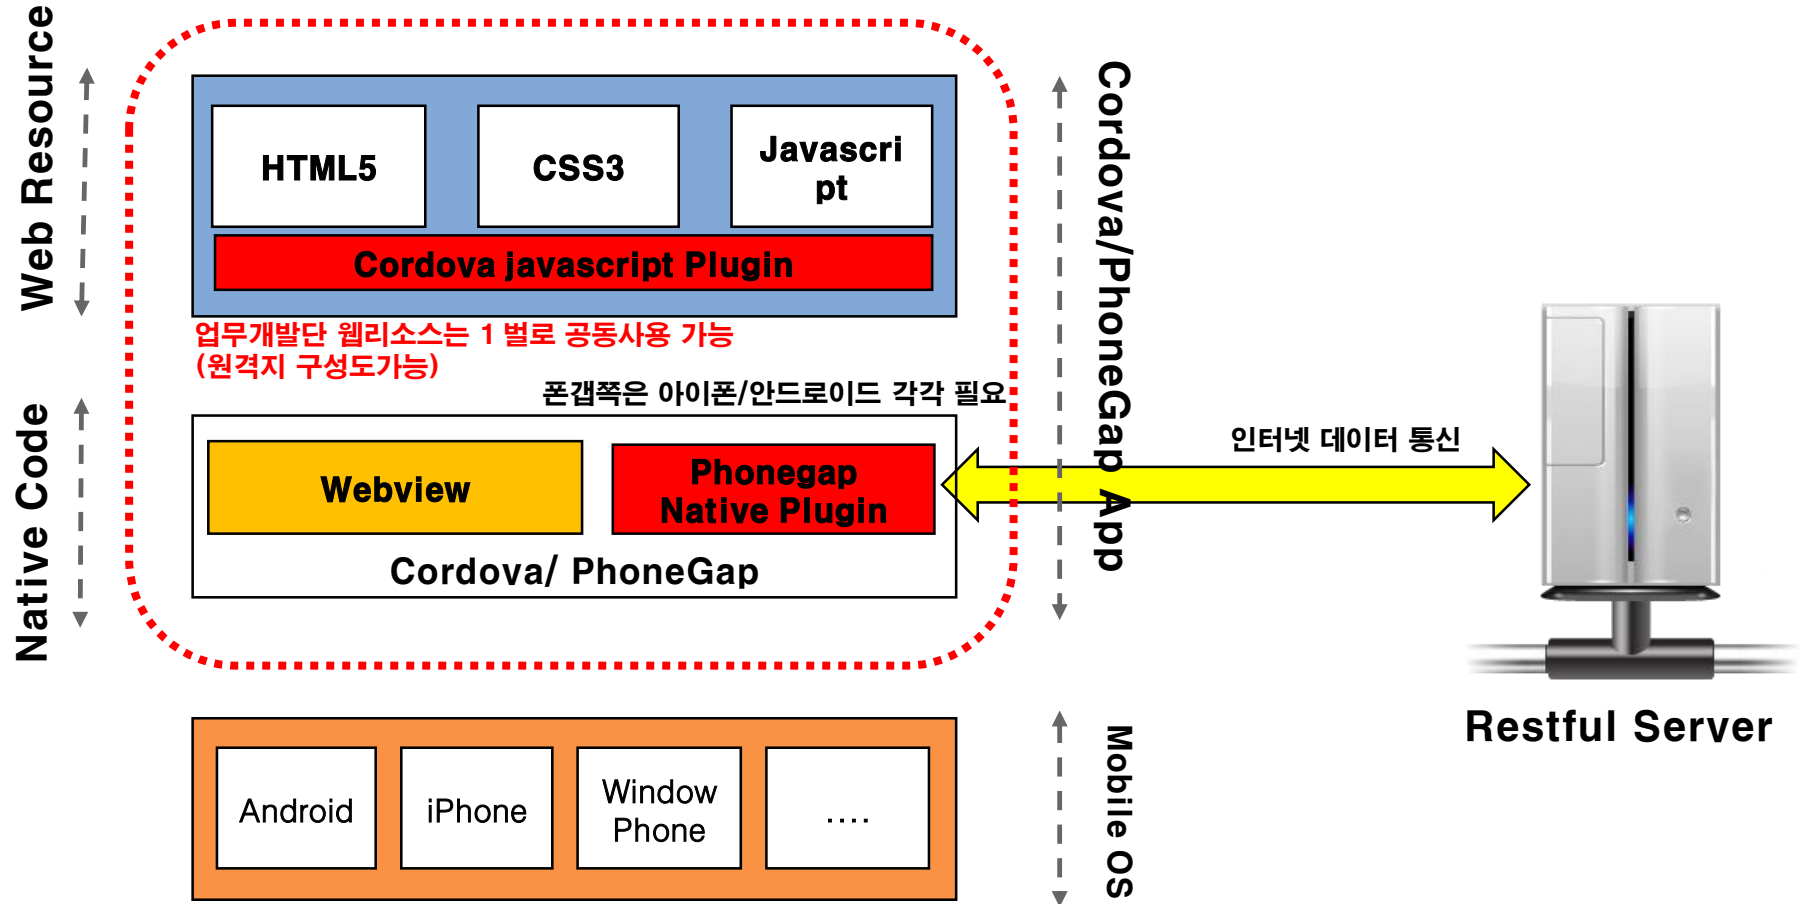 Web Resource
HTML5
CSS3
Javascri
pt
Cordova javascript Plugin
업무개발단 웹리소스는 1 벌로 공동사용 가능
(원격지 구성도가능)
폰갭쪽은 아이폰/안드로이드 각각 필요
Native Code
Webview
Phonegap
Native Plugin
Cordova/ PhoneGap
Cordova/PhoneGap App
인터넷 데이터 통신
Restful Server
Android
iPhone
Window
Phone
....
Mobile OS